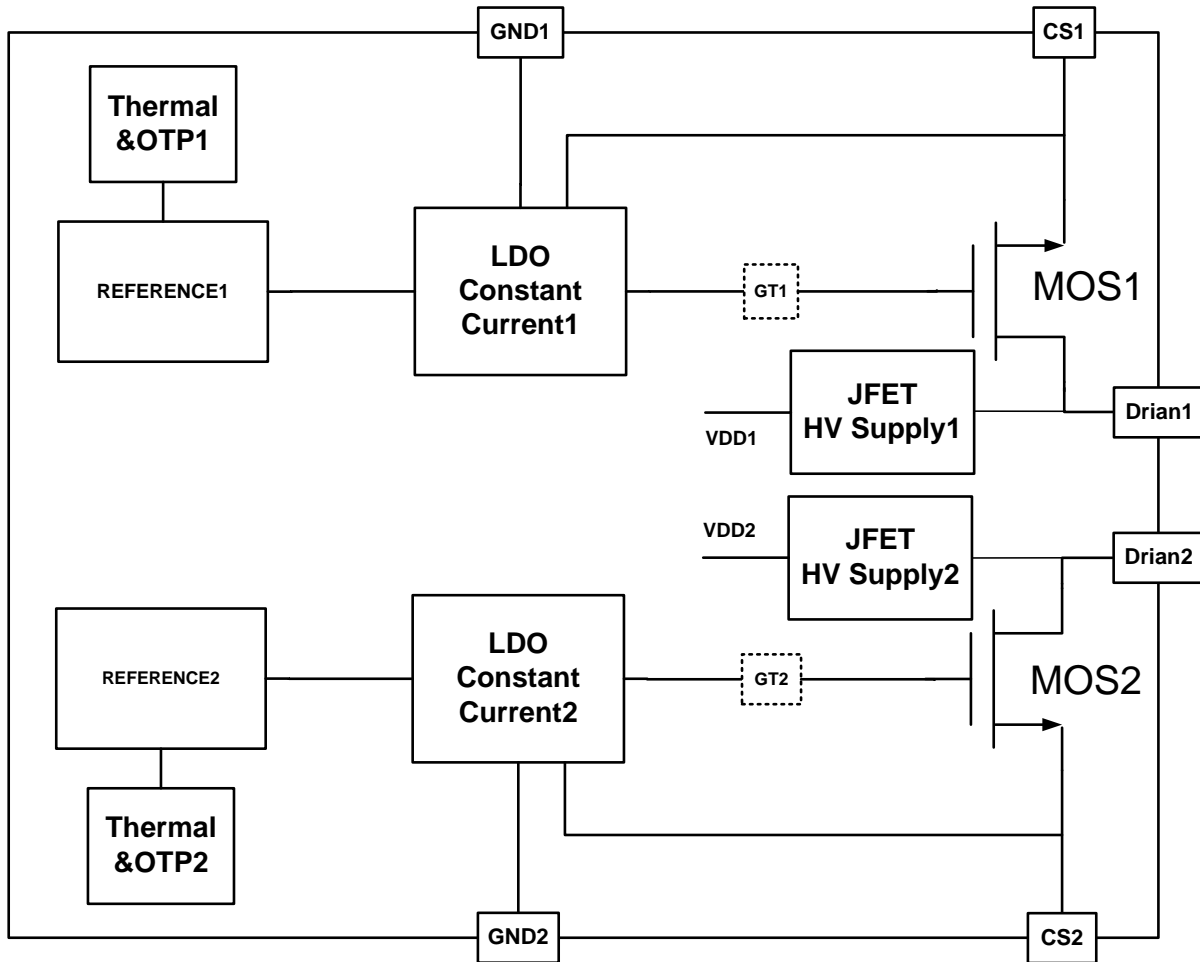 GND1
CS1
Thermal
&OTP1
LDO
Constant
Current1
REFERENCE1
GT1
MOS1
JFET
HV Supply1
VDD1
Drian1
VDD2
JFET
HV Supply2
Drian2
LDO
Constant
Current2
REFERENCE2
GT2
MOS2
Thermal
&OTP2
GND2
CS2